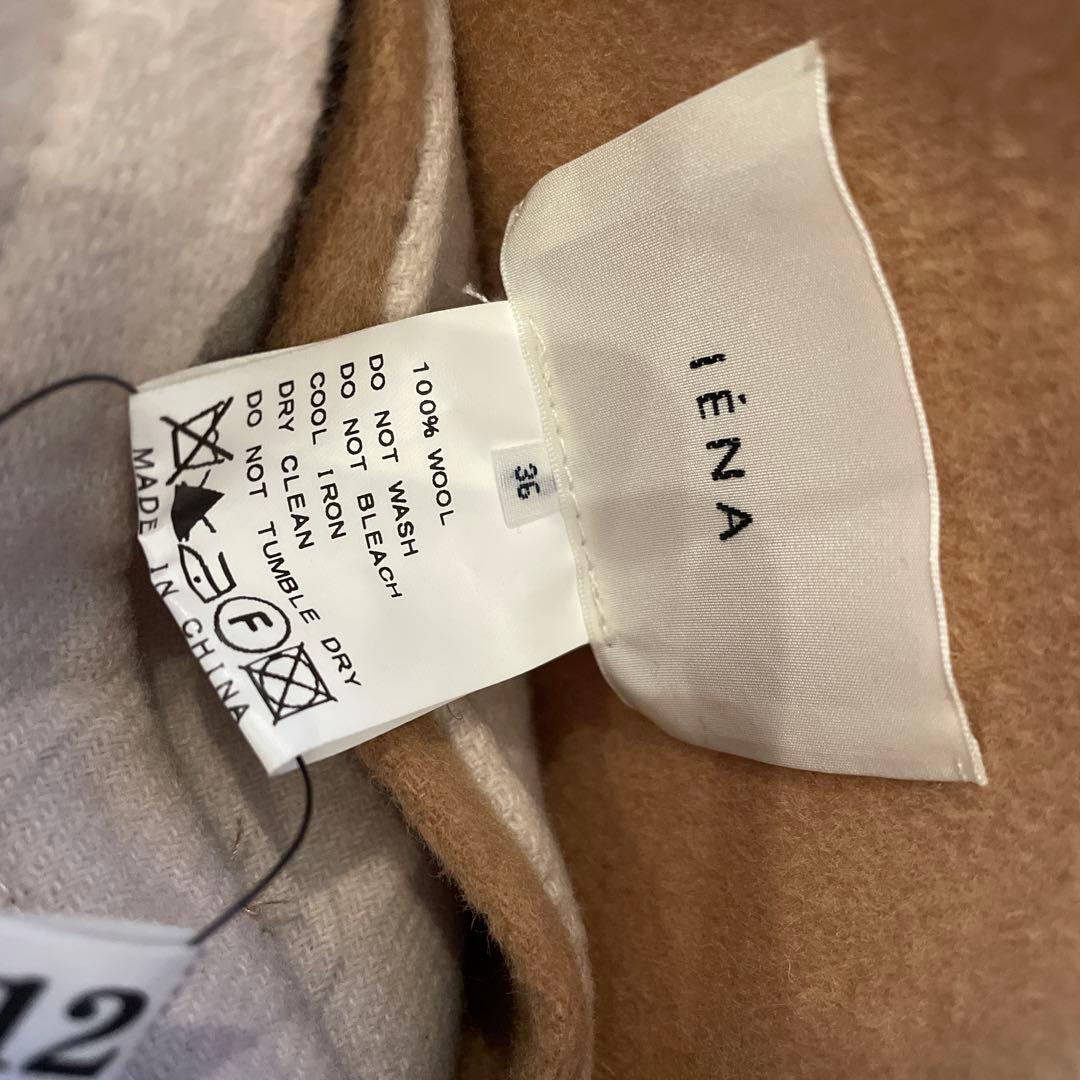 IÉNA
36
100% WOOL
DO NOT WASH
DO NOT BLEACH
COOL IRON
DRY CLEAN
DO NOT TUMBLE DRY
F
MADE IN CHINA
12